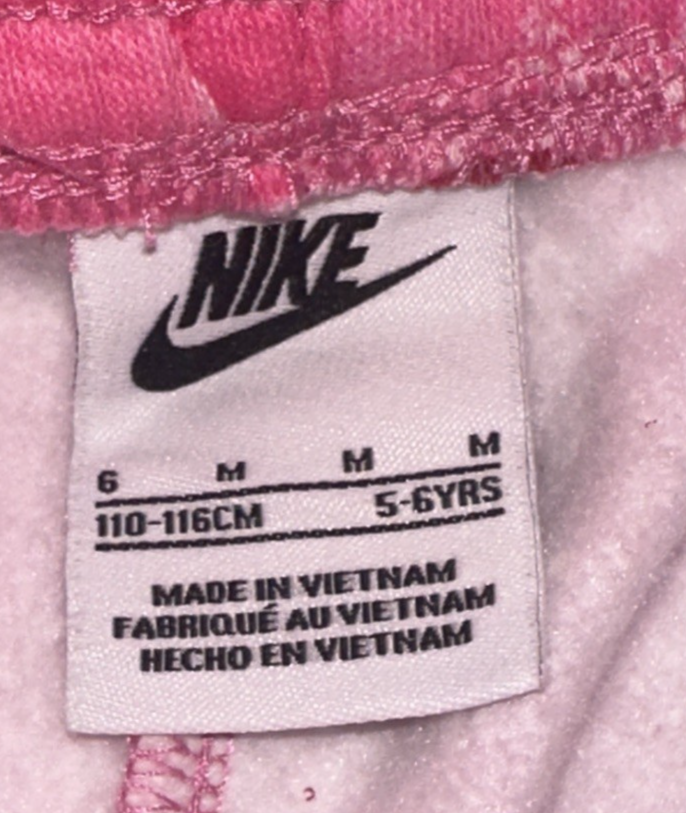 NIKE
6 M M M
110-116CM 5-6YRS
MADE IN VIETNAM
FABRIQUÉ AU VIETNAM
HECHO EN VIETNAM